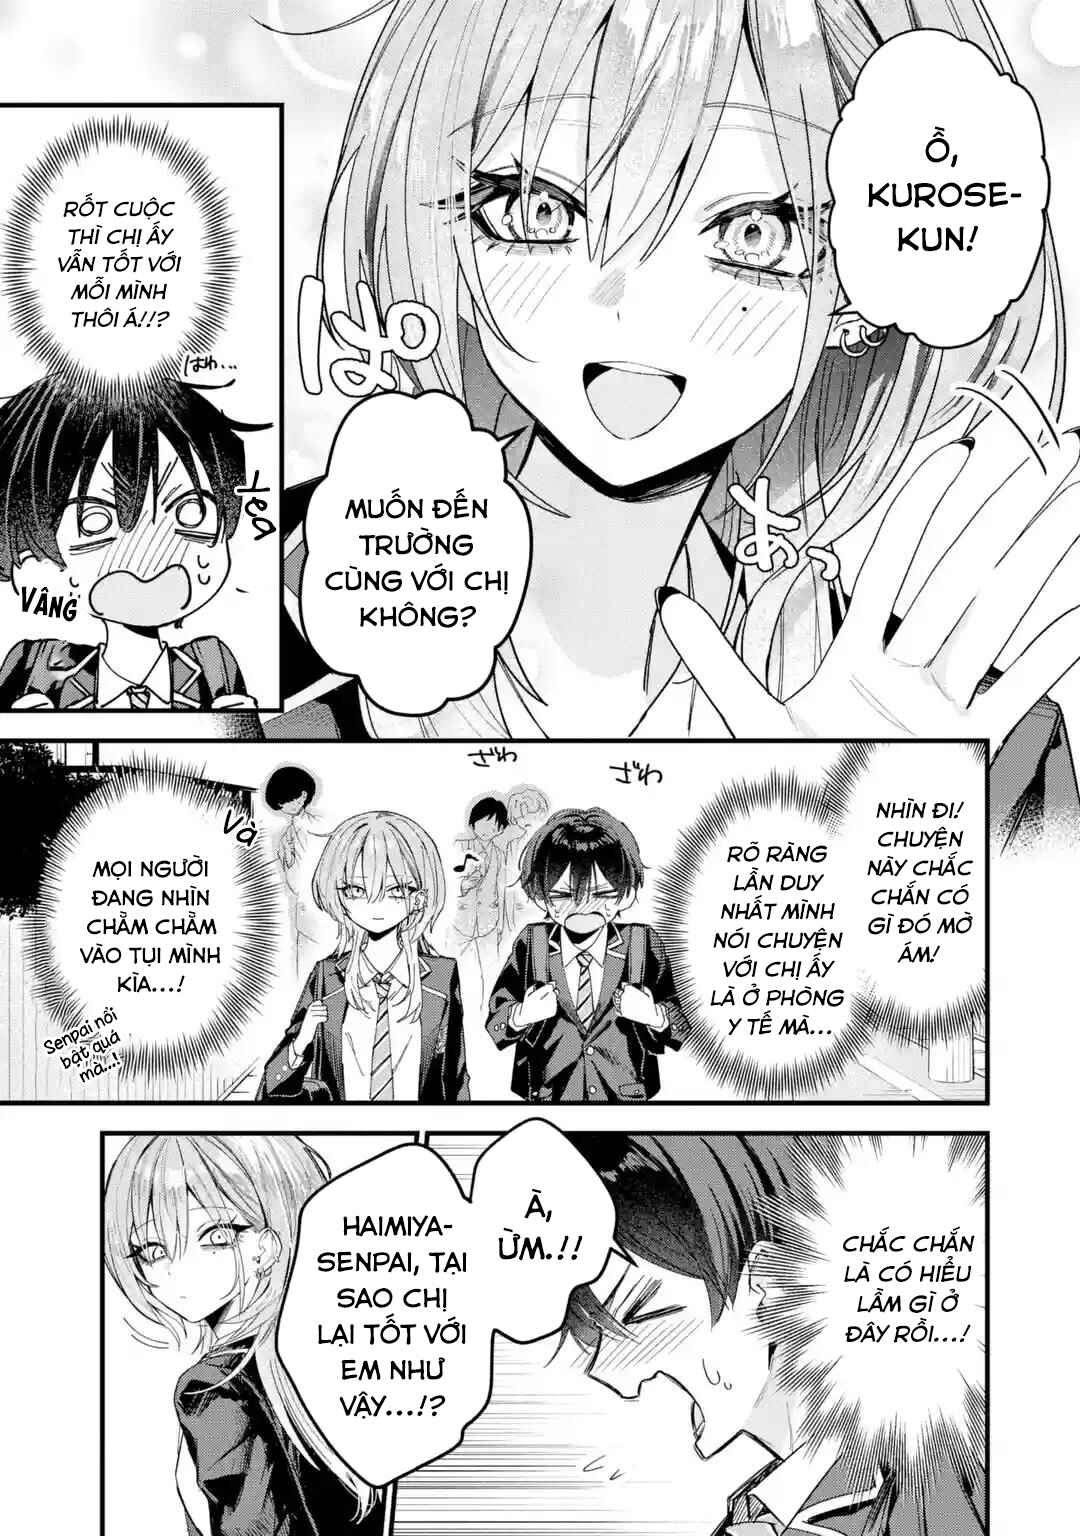 Ồ,
KUROSE-
KUN!
ぱぁぁっ
MUỐN ĐẾN
TRƯỜNG
CÙNG VỚI CHỊ
KHÔNG?
RỐT CUỘC
THÌ CHỊ ẤY
VẪN TỐT VỚI
MỖI MÌNH
THÔI Á!!?
はわ...
YEA
VÂNG
NHÌN ĐI!
CHUYỆN
NÀY CHẮC
CHẮN CÓ
GÌ ĐÓ MỜ
ÁM!
RÕ RÀNG
LẦN DUY
NHẤT MÌNH
NÓI CHUYỆN
VỚI CHỊ ẤY
LÀ Ở PHÒNG
Y TẾ MÀ...
ざわ
ざわ
Và
MỌI NGƯỜI
ĐANG NHÌN
CHẰM CHẰM
VÀO TỤI MÌNH
KÌA...!
Senpai nổi
bật quá
mà...!
CHẮC CHẮN
LÀ CÓ HIỂU
LẦM GÌ Ở
ĐÂY RỒI...!
À,
ỪM.!!
HAIMIYA-
SENPAI, TẠI
SAO CHỊ
LẠI TỐT VỚI
EM NHƯ
VẬY...!?